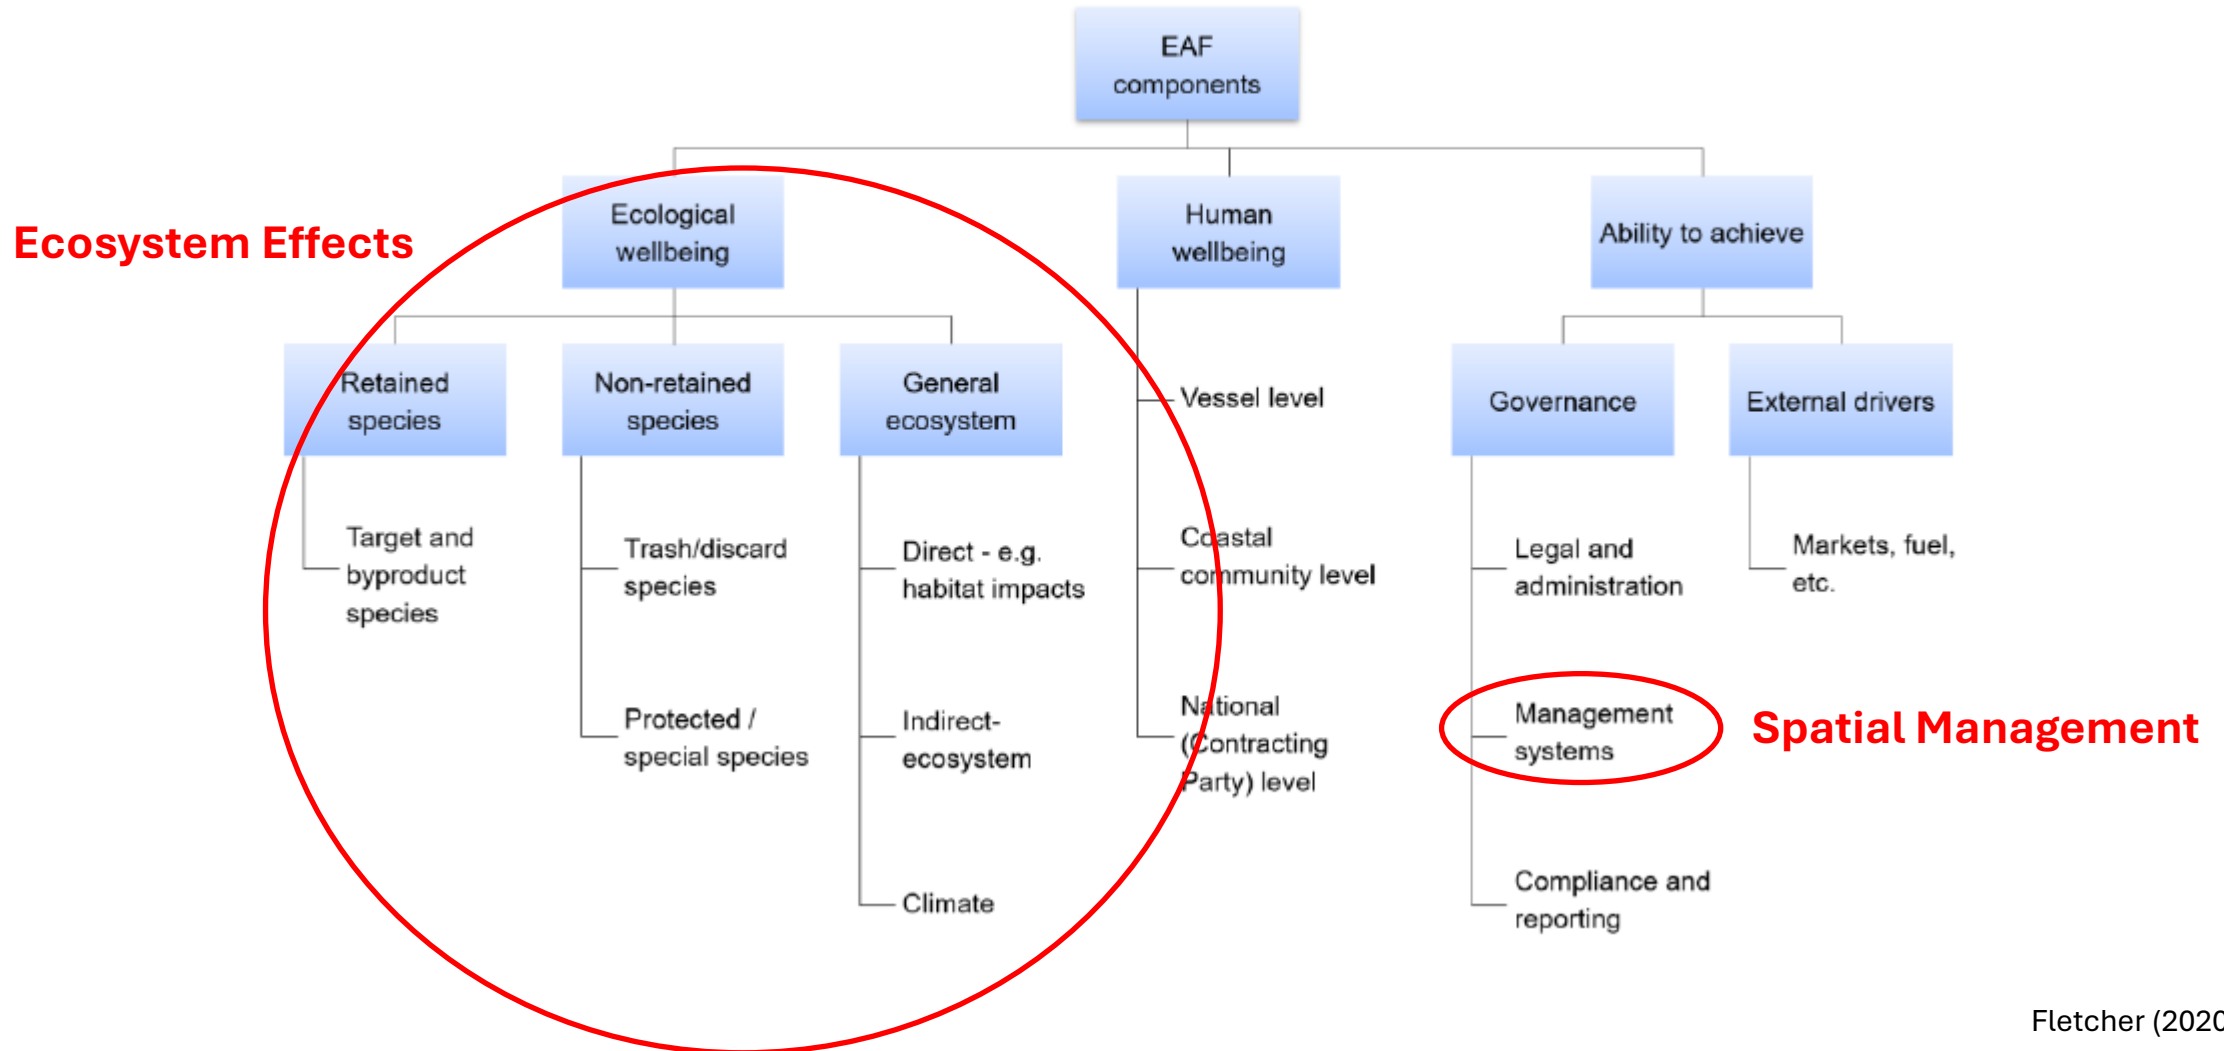 EAF
components
Ecosystem Effects
Ecological
wellbeing
Human
wellbeing
Ability to achieve
Retained
species
Non-retained
species
General
ecosystem
Vessel level
Governance
External drivers
Target and
byproduct
species
Trash/discard
species
Direct - e.g.
habitat impacts
Coastal
community level
Legal and
administration
Markets, fuel,
etc.
Protected /
special species
Indirect-
ecosystem
National
(Contracting
Party) level
Management
systems
Spatial Management
Climate
Compliance and
reporting
Fletcher (2020